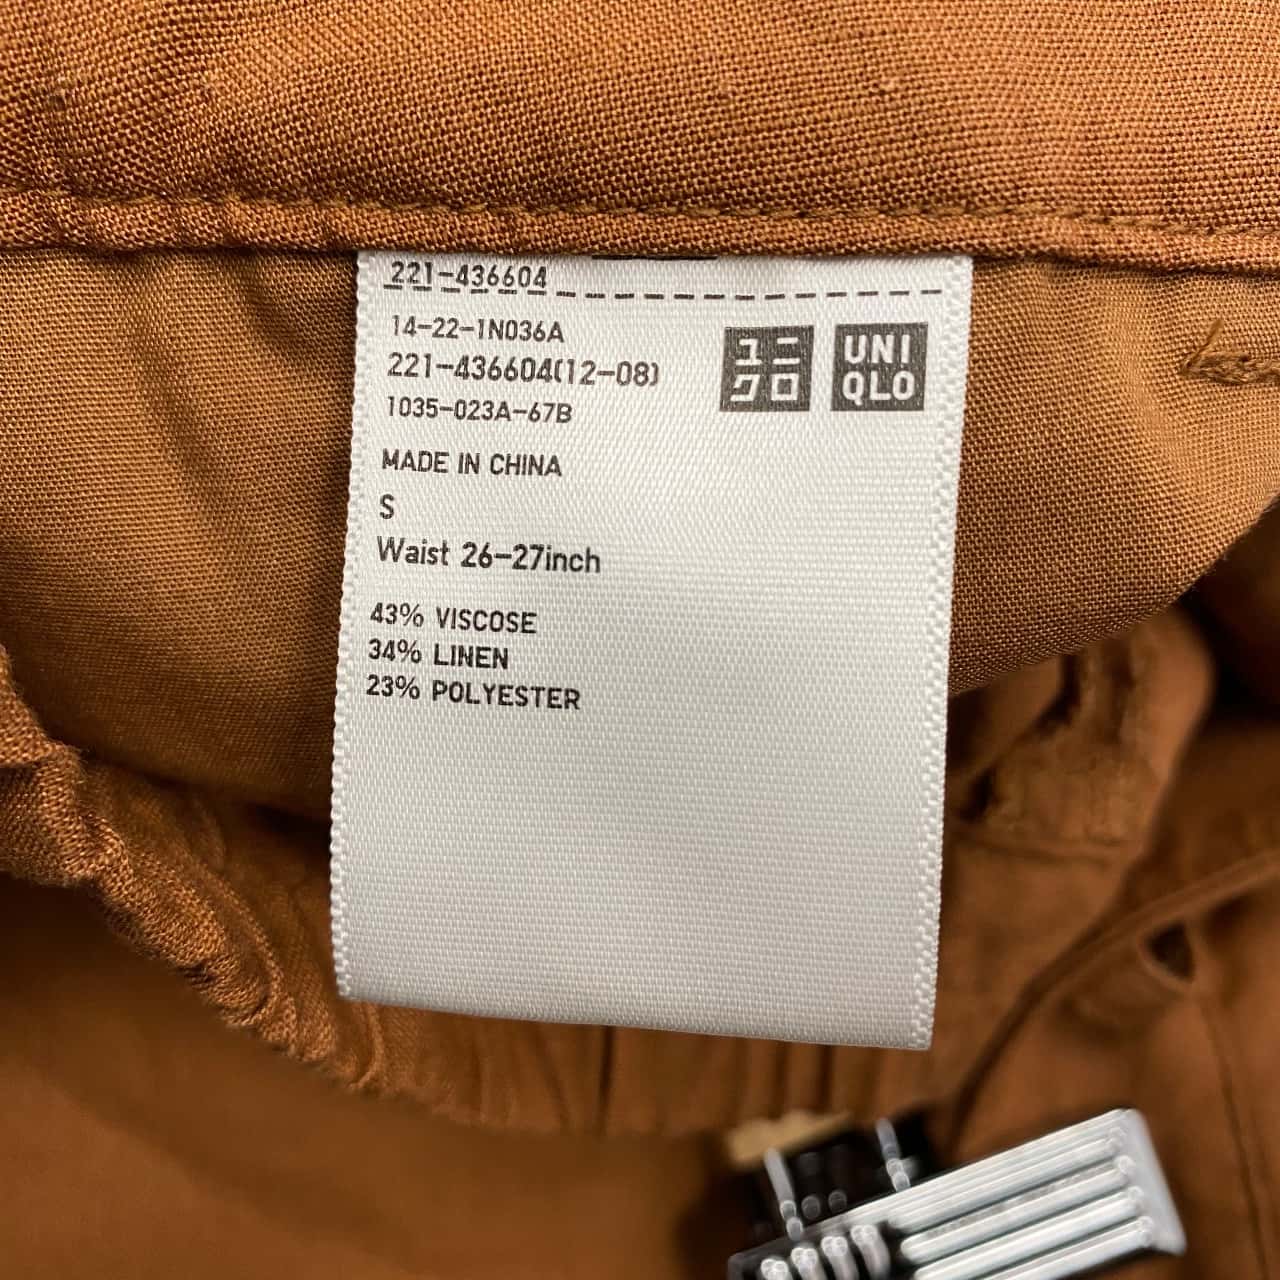 221-436604
14-22-1N036A
221-436604(12-08)
1035-023A-67B
ユニ
クロ
UNI
QLO
MADE IN CHINA
S
Waist 26-27inch
43% VISCOSE
34% LINEN
23% POLYESTER